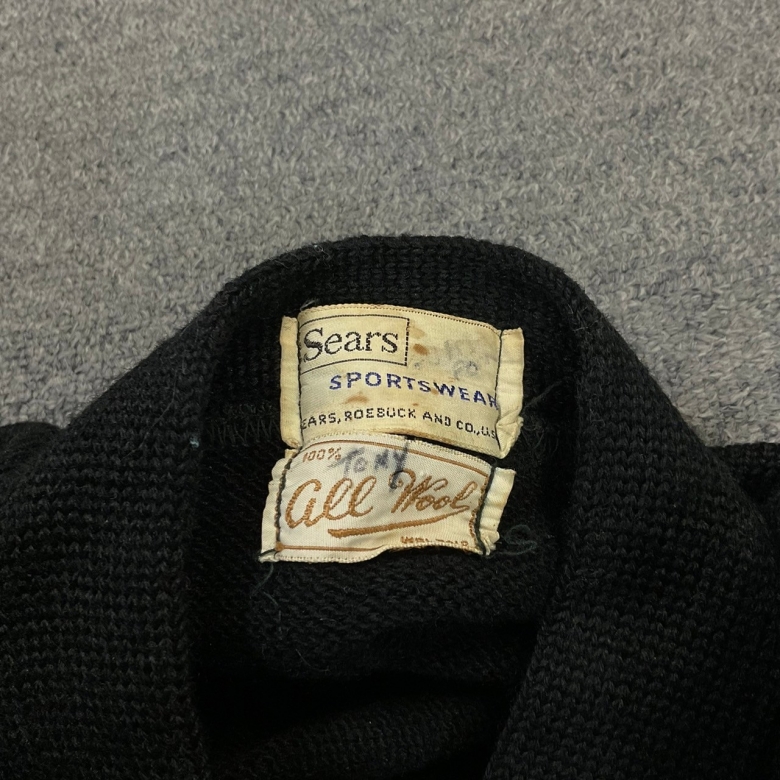 Sears
SPORTSWEAR
EARS, ROEBUCK AND CO., U.S
100% TONY
all Wool